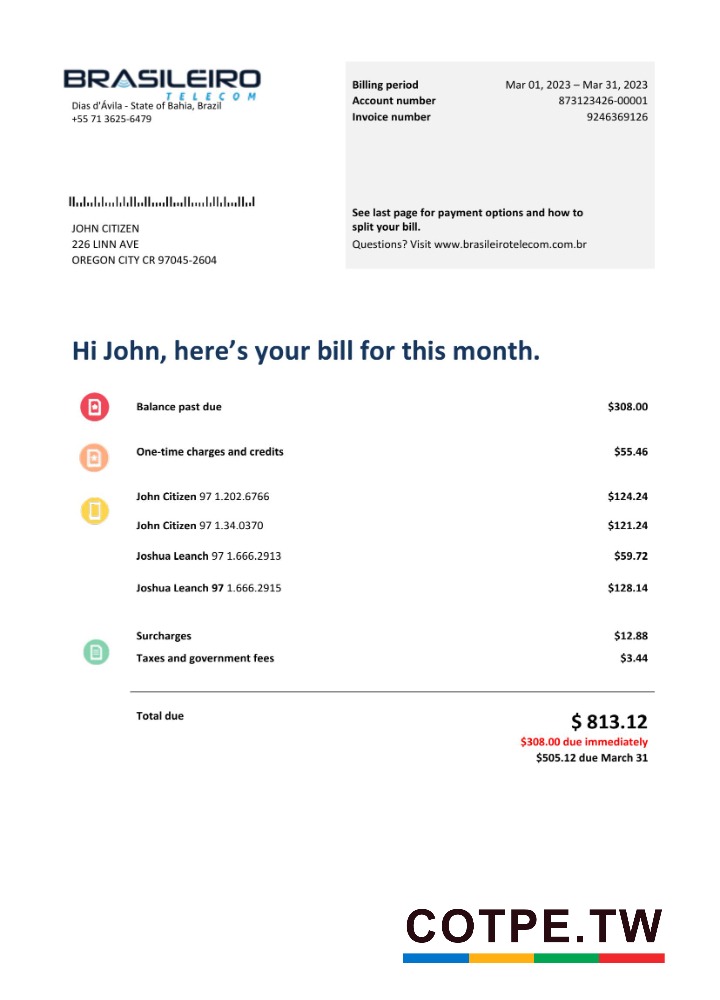 BRASILEIRO
TELECOM
Dias d'Ávila - State of Bahia, Brazil
+55 71 3625-6479
Billing period Mar 01, 2023 – Mar 31, 2023
Account number 873123426-00001
Invoice number 9246369126
See last page for payment options and how to
split your bill.
Questions? Visit www.brasileirotelecom.com.br
JOHN CITIZEN
226 LINN AVE
OREGON CITY CR 97045-2604
Hi John, here's your bill for this month.
Balance past due $308.00
One-time charges and credits $55.46
John Citizen 97 1.202.6766 $124.24
John Citizen 97 1.34.0370 $121.24
Joshua Leanch 97 1.666.2913 $59.72
Joshua Leanch 97 1.666.2915 $128.14
Surcharges $12.88
Taxes and government fees $3.44
Total due $ 813.12
$308.00 due immediately
$505.12 due March 31
COTPE.TW